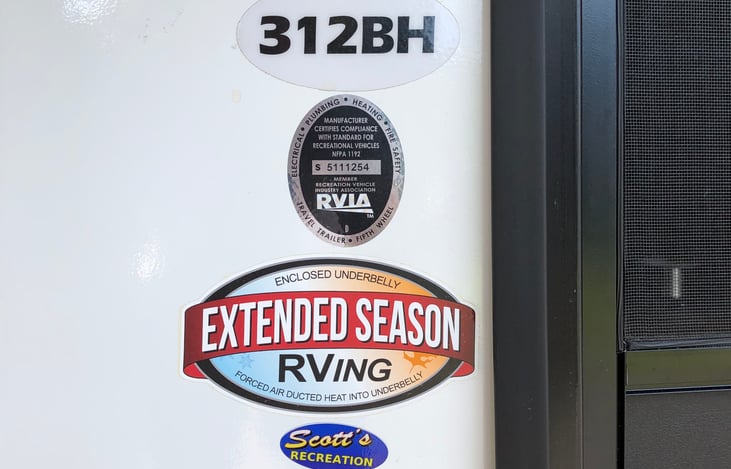 312BH
ELECTRICAL • PLUMBING • HEATING • FIRE SAFETY
MANUFACTURER
CERTIFIES COMPLIANCE
WITH STANDARD FOR
RECREATIONAL VEHICLES
NFPA 1192
S 5111254
MEMBER
RECREATION VEHICLE
INDUSTRY ASSOCIATION
RVIA TM
D
TRAVEL TRAILER • FIFTH WHEEL
ENCLOSED UNDERBELLY
EXTENDED SEASON
RVING
FORCED AIR DUCTED HEAT INTO UNDERBELLY
Scott's
RECREATION